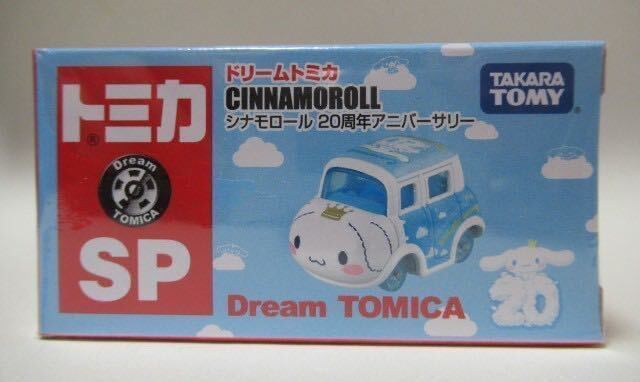 トミカ
®
Dream
TOMICA
SP
ドリームトミカ
CINNAMOROLL
シナモロール 20周年アニバーサリー
TAKARA
TOMY
Dream TOMICA
20